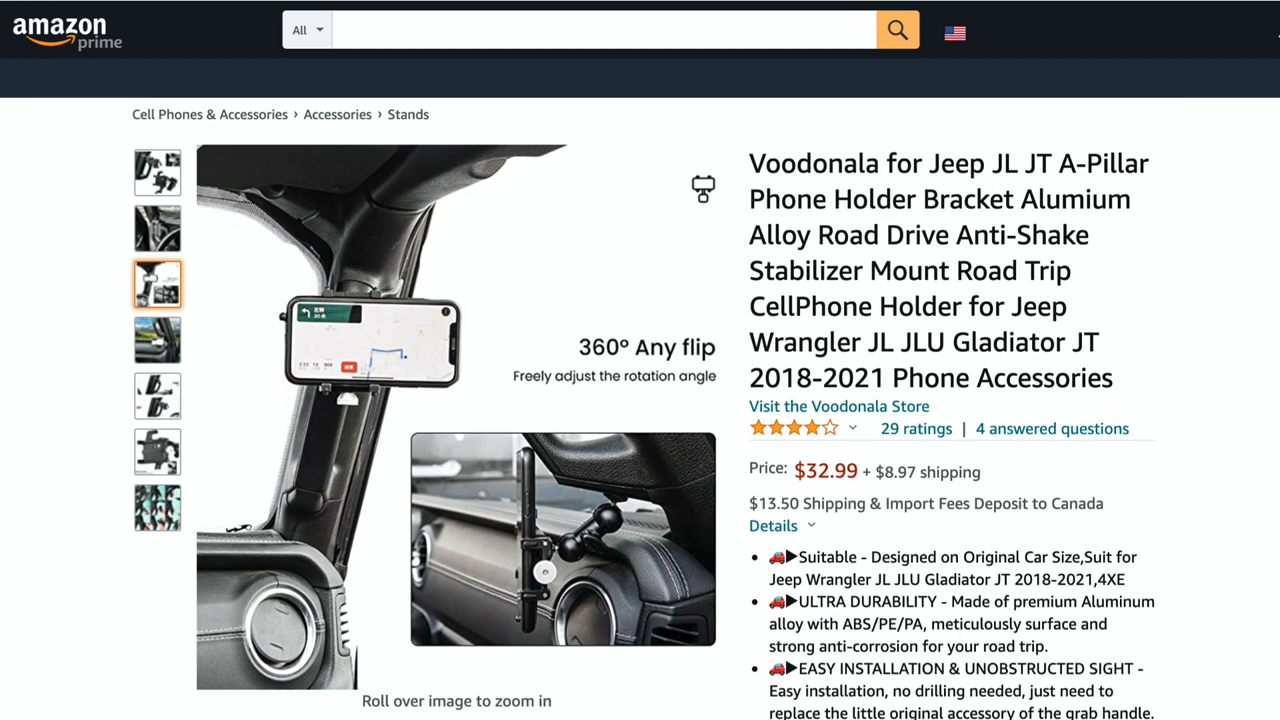 amazon
prime
All
Cell Phones & Accessories › Accessories › Stands
360° Any flip
Freely adjust the rotation angle
Roll over image to zoom in
Voodonala for Jeep JL JT A-Pillar
Phone Holder Bracket Alumium
Alloy Road Drive Anti-Shake
Stabilizer Mount Road Trip
CellPhone Holder for Jeep
Wrangler JL JLU Gladiator JT
2018-2021 Phone Accessories
Visit the Voodonala Store
29 ratings | 4 answered questions
Price: $32.99 + $8.97 shipping
$13.50 Shipping & Import Fees Deposit to Canada
Details
• 🚗▶Suitable - Designed on Original Car Size,Suit for
Jeep Wrangler JL JLU Gladiator JT 2018-2021,4XE
• 🚗▶ULTRA DURABILITY - Made of premium Aluminum
alloy with ABS/PE/PA, meticulously surface and
strong anti-corrosion for your road trip.
• 🚗▶EASY INSTALLATION & UNOBSTRUCTED SIGHT -
Easy installation, no drilling needed, just need to
replace the little original accessory of the grab handle.